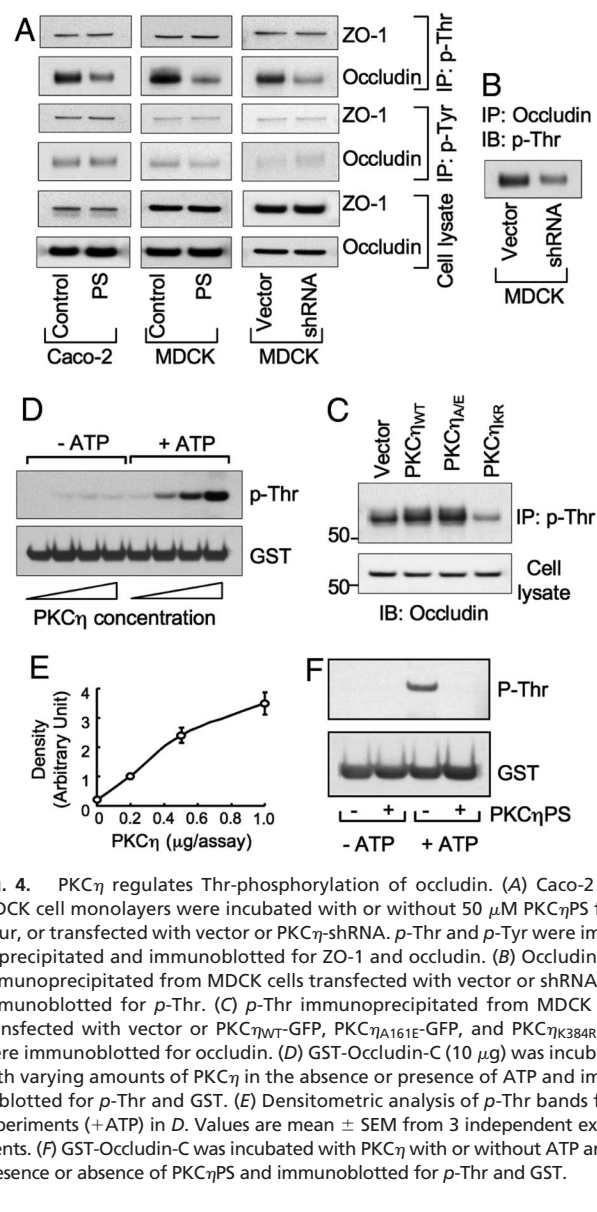 A
ZO-1
Occludin
IP: p-Thr
ZO-1
Occludin
IP: p-Tyr
ZO-1
Occludin
Cell lysate
Control
PS
Control
PS
Vector
shRNA
Caco-2
MDCK
MDCK
B
IP: Occludin
IB: p-Thr
Vector
shRNA
MDCK
D
- ATP
+ ATP
p-Thr
GST
PKCη concentration
C
Vector
PKCηWT
PKCηA/E
PKCηKR
IP: p-Thr
50
50
Cell
lysate
IB: Occludin
E
Density
(Arbitrary Unit)
4
3
2
1
0
0 0.2 0.4 0.6 0.8 1.0
PKCη (μg/assay)
F
P-Thr
GST
- + - + PKCηPS
- ATP + ATP
g. 4. PKCη regulates Thr-phosphorylation of occludin. (A) Caco-2
DCK cell monolayers were incubated with or without 50 μM PKCηPS f
ur, or transfected with vector or PKCη-shRNA. p-Thr and p-Tyr were im
oprecipitated and immunoblotted for ZO-1 and occludin. (B) Occludin
munoprecipitated from MDCK cells transfected with vector or shRNA
munoblotted for p-Thr. (C) p-Thr immunoprecipitated from MDCK
nsfected with vector or PKCηWT-GFP, PKCηA161E-GFP, and PKCηK384R
ere immunoblotted for occludin. (D) GST-Occludin-C (10 μg) was incub
th varying amounts of PKCη in the absence or presence of ATP and im
blotted for p-Thr and GST. (E) Densitometric analysis of p-Thr bands f
periments (+ATP) in D. Values are mean ± SEM from 3 independent ex
ents. (F) GST-Occludin-C was incubated with PKCη with or without ATP ar
esence or absence of PKCηPS and immunoblotted for p-Thr and GST.